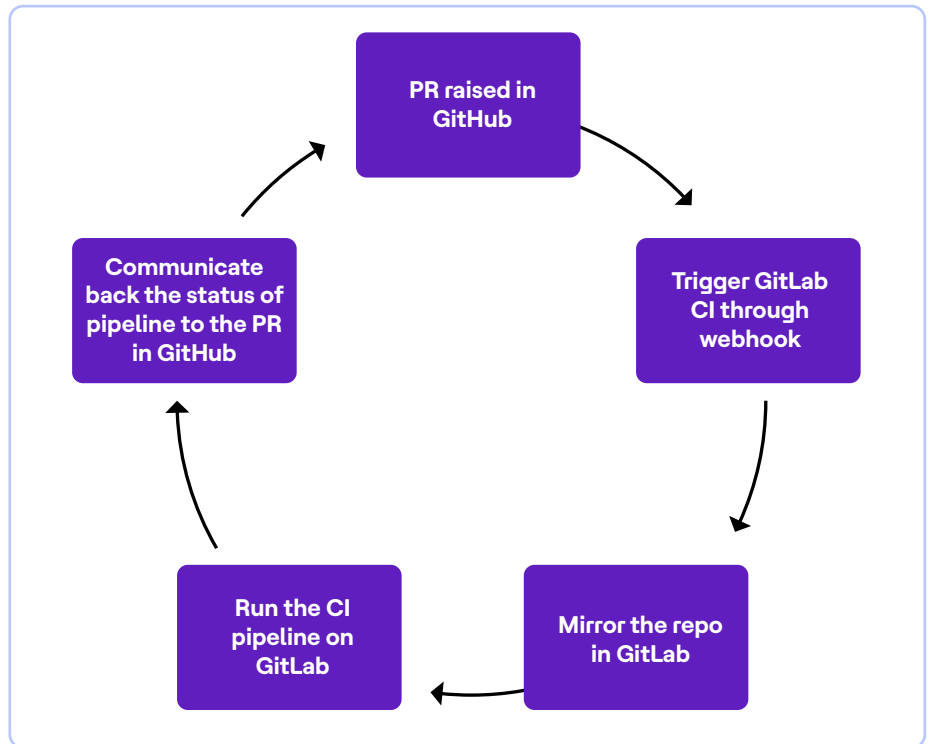 PR raised in
GitHub
Trigger GitLab
CI through
webhook
Mirror the repo
in GitLab
Run the CI
pipeline on
GitLab
Communicate
back the status of
pipeline to the PR
in GitHub